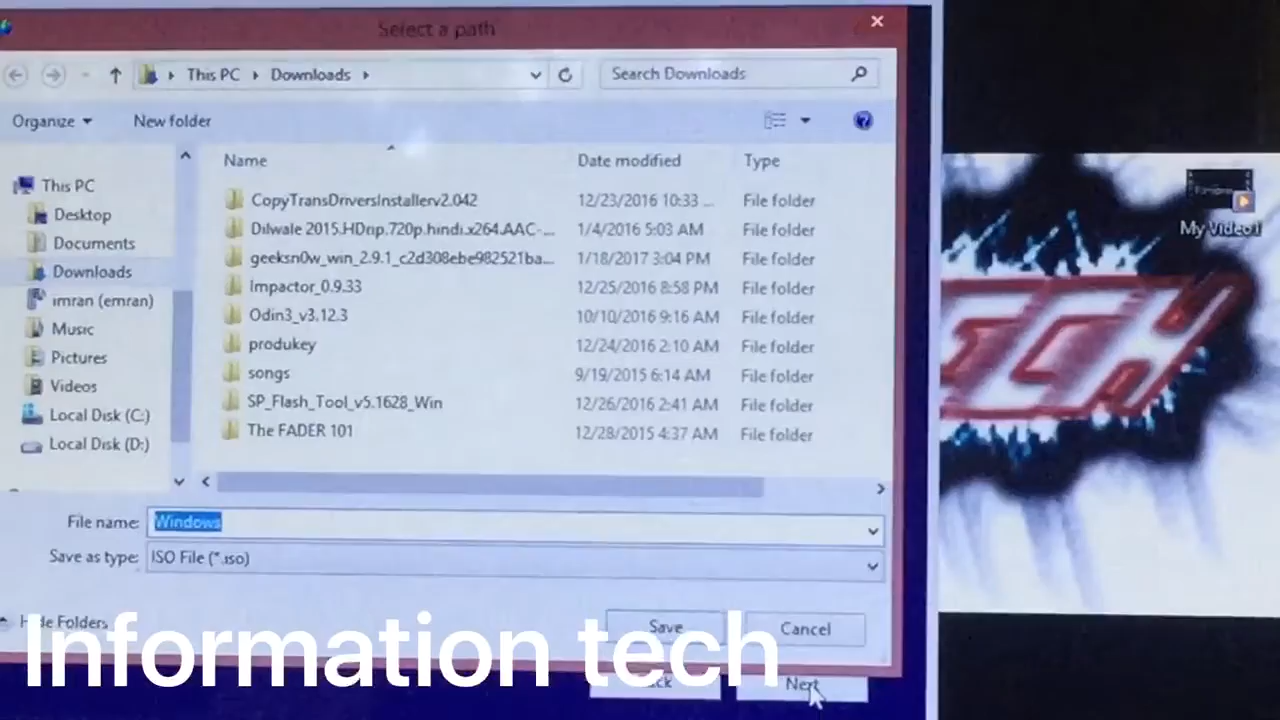 Select a path
This PC
Downloads
Search Downloads
Organize
New folder
Name
Date modified
Type
This PC
Desktop
Documents
Downloads
imran (emran)
Music
Pictures
Videos
Local Disk (C:)
Local Disk (D:)
CopyTransDriversInstallerv2.042 12/23/2016 10:33 ... File folder
Dilwale 2015.HDrip.720p.hindi.x264.AAC-... 1/4/2016 5:03 AM File folder
geeksn0w_win_2.9.1_c2d308ebe982521ba... 1/18/2017 3:04 PM File folder
Impactor_0.9.33 12/25/2016 8:58 PM File folder
Odin3_v3.12.3 10/10/2016 9:16 AM File folder
produkey 12/24/2016 2:10 AM File folder
songs 9/19/2015 6:14 AM File folder
SP_Flash_Tool_v5.1628_Win 12/26/2016 2:41 AM File folder
The FADER 101 12/28/2015 4:37 AM File folder
File name: Windows
Save as type: ISO File (*.iso)
Hide Folders
Save
Cancel
Next
Information tech
My Video1